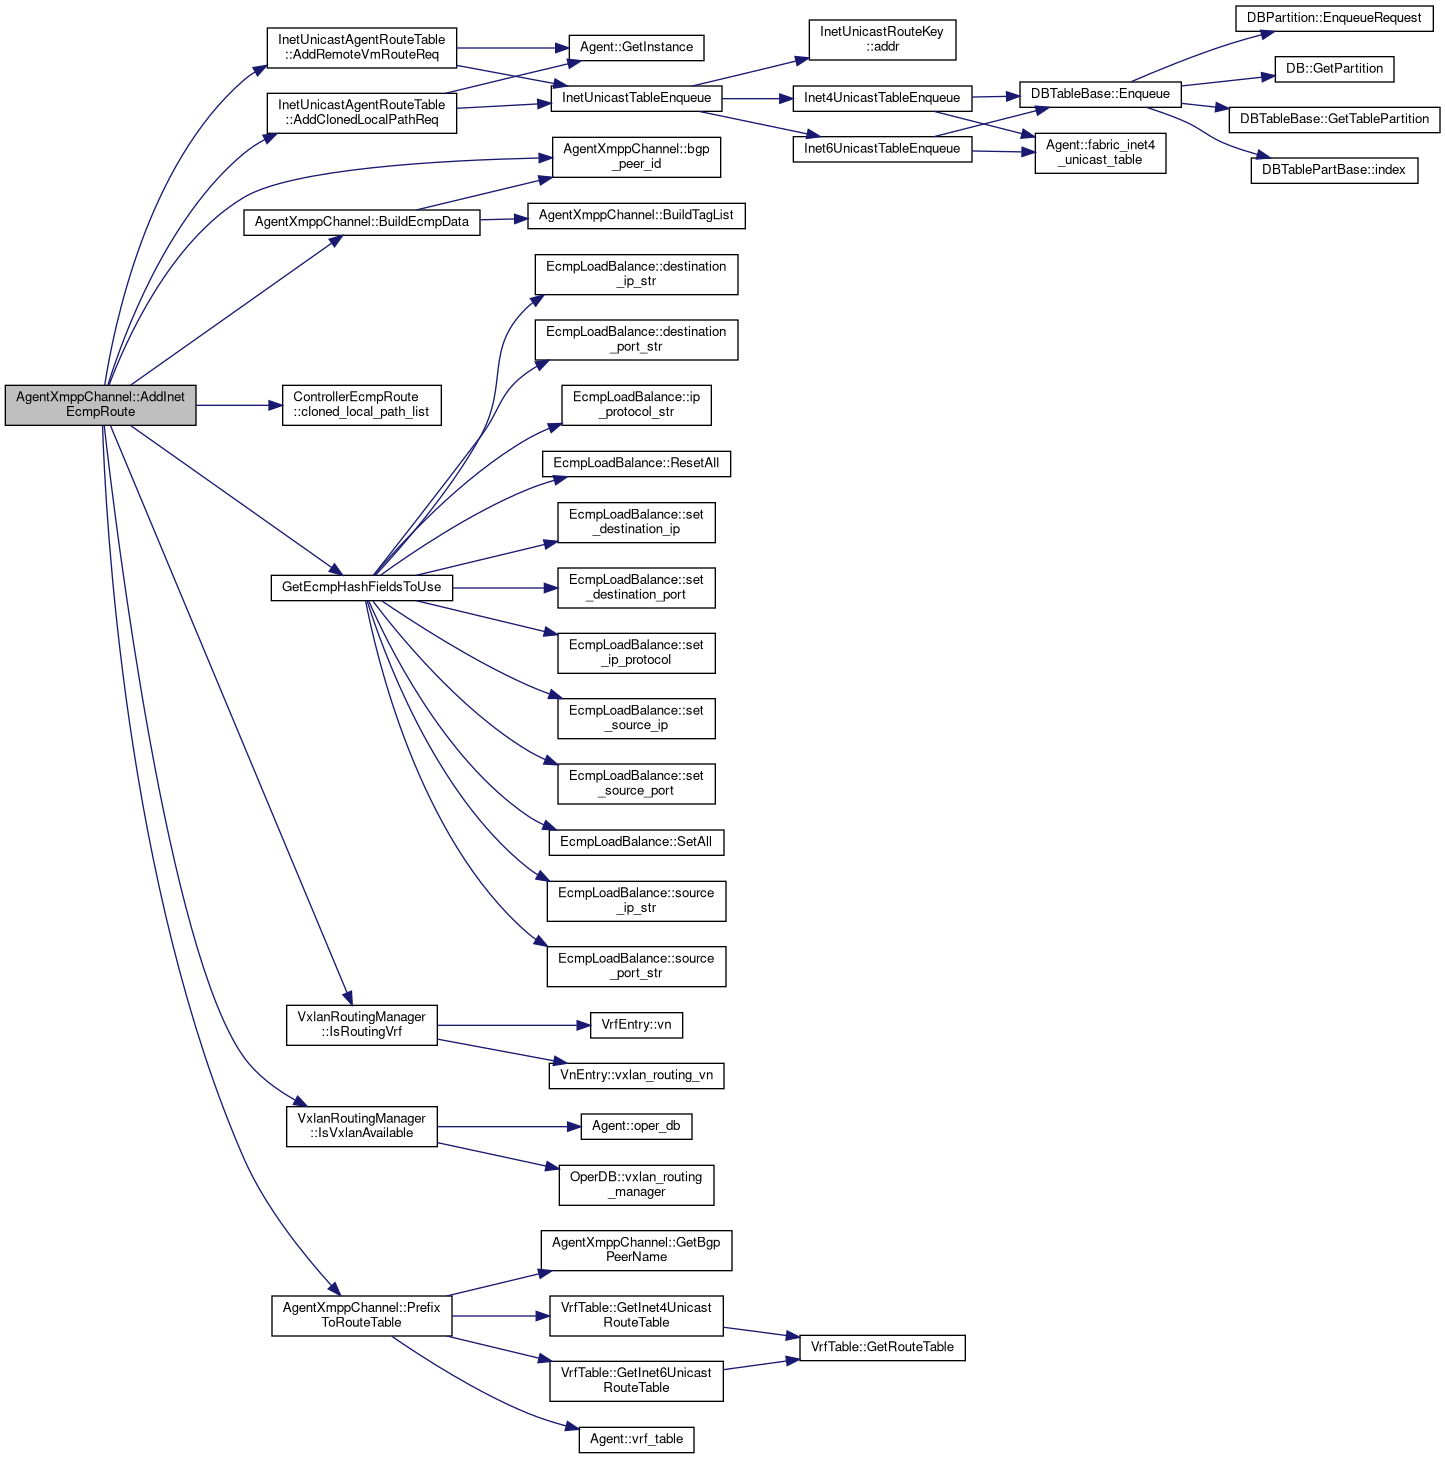 AgentXmppChannel::AddInet
EcmpRoute
InetUnicastAgentRouteTable
::AddRemoteVmRouteReq
InetUnicastAgentRouteTable
::AddClonedLocalPathReq
AgentXmppChannel::BuildEcmpData
ControllerEcmpRoute
::cloned_local_path_list
GetEcmpHashFieldsToUse
VxlanRoutingManager
::IsRoutingVrf
VxlanRoutingManager
::IsVxlanAvailable
AgentXmppChannel::Prefix
ToRouteTable
Agent::GetInstance
InetUnicastTableEnqueue
AgentXmppChannel::bgp
_peer_id
AgentXmppChannel::BuildTagList
EcmpLoadBalance::destination
_ip_str
EcmpLoadBalance::destination
_port_str
EcmpLoadBalance::ip
_protocol_str
EcmpLoadBalance::ResetAll
EcmpLoadBalance::set
_destination_ip
EcmpLoadBalance::set
_destination_port
EcmpLoadBalance::set
_ip_protocol
EcmpLoadBalance::set
_source_ip
EcmpLoadBalance::set
_source_port
EcmpLoadBalance::SetAll
EcmpLoadBalance::source
_ip_str
EcmpLoadBalance::source
_port_str
VrfEntry::vn
VnEntry::vxlan_routing_vn
Agent::oper_db
OperDB::vxlan_routing
_manager
AgentXmppChannel::GetBgp
PeerName
VrfTable::GetInet4Unicast
RouteTable
VrfTable::GetInet6Unicast
RouteTable
Agent::vrf_table
InetUnicastRouteKey
::addr
Inet4UnicastTableEnqueue
Inet6UnicastTableEnqueue
VrfTable::GetRouteTable
DBTableBase::Enqueue
Agent::fabric_inet4
_unicast_table
DBPartition::EnqueueRequest
DB::GetPartition
DBTableBase::GetTablePartition
DBTablePartBase::index